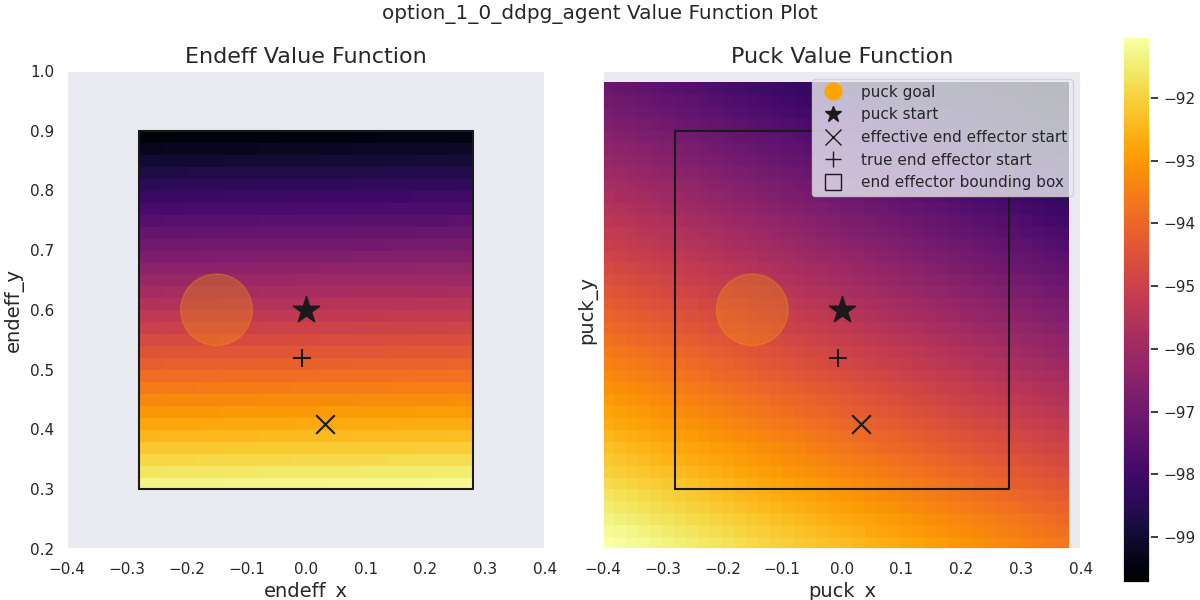 option_1_0_ddpg_agent Value Function Plot
Endeff Value Function
endeff_y
1.0
0.9
0.8
0.7
0.6
0.5
0.4
0.3
0.2
−0.4 −0.3 −0.2 −0.1 0.0 0.1 0.2 0.3 0.4
endeff_x
Puck Value Function
puck_y
puck goal
puck start
effective end effector start
true end effector start
end effector bounding box
−0.4 −0.3 −0.2 −0.1 0.0 0.1 0.2 0.3 0.4
puck_x
−92
−93
−94
−95
−96
−97
−98
−99